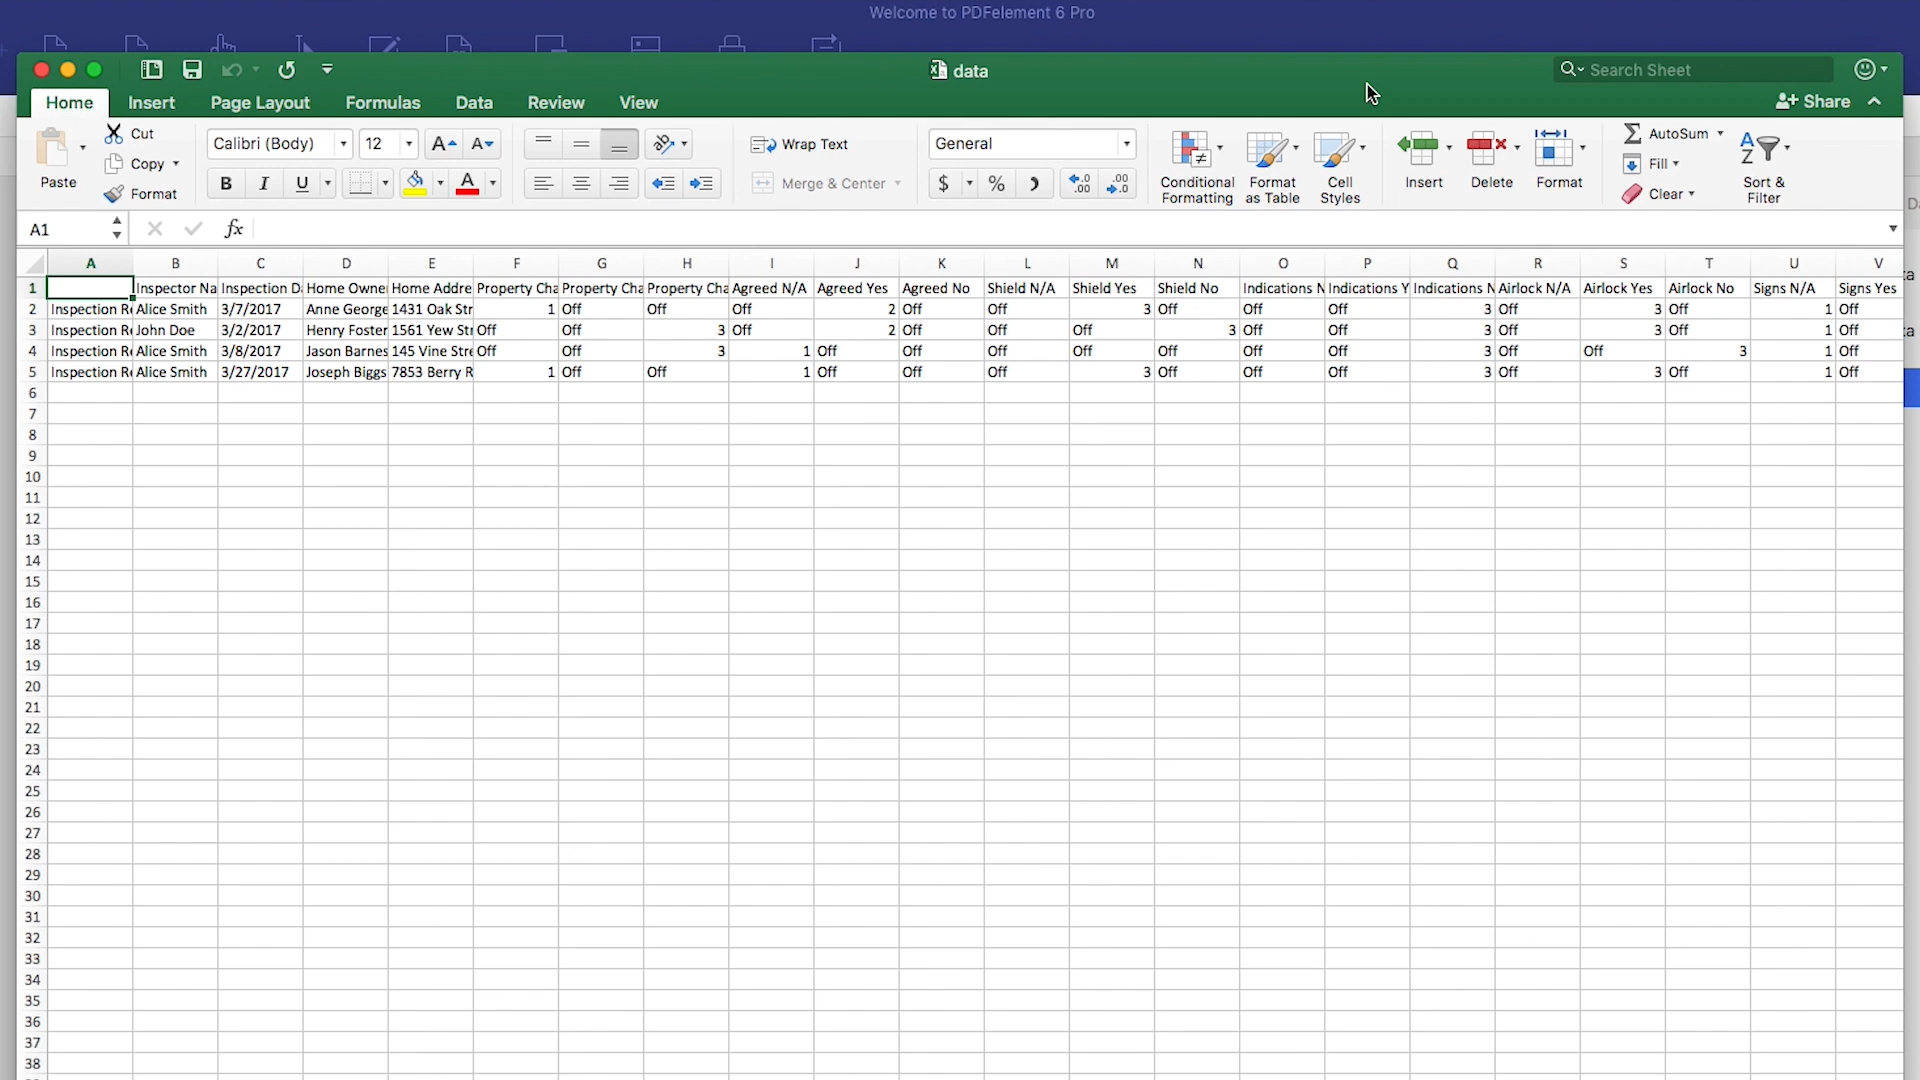 Welcome to PDFelement 6 Pro
data
Search Sheet
Home Insert Page Layout Formulas Data Review View
Share
Paste
Cut
Copy
Format
Calibri (Body) 12
B I U
Wrap Text
Merge & Center
General
$ %
Conditional Formatting
Format as Table
Cell Styles
Insert
Delete
Format
AutoSum
Fill
Clear
Sort & Filter
A1 fx
A B C D E F G H I J K L M N O P Q R S T U V
1 Inspector Na Inspection Da Home Owner Home Addre Property Cha Property Cha Property Cha Agreed N/A Agreed Yes Agreed No Shield N/A Shield Yes Shield No Indications N Indications Y Indications N Airlock N/A Airlock Yes Airlock No Signs N/A Signs Yes
2 Inspection Re Alice Smith 3/7/2017 Anne George 1431 Oak Str 1 Off Off Off 2 Off Off 3 Off Off Off 3 Off 3 Off 1 Off
3 Inspection Re John Doe 3/2/2017 Henry Foster 1561 Yew Str Off Off 3 Off 2 Off Off Off 3 Off Off 3 Off 3 Off 1 Off
4 Inspection Re Alice Smith 3/8/2017 Jason Barnes 145 Vine Stre Off Off 3 1 Off Off Off Off Off Off Off 3 Off Off 3 1 Off
5 Inspection Re Alice Smith 3/27/2017 Joseph Biggs 7853 Berry R 1 Off Off 1 Off Off Off 3 Off Off Off 3 Off 3 Off 1 Off
6
7
8
9
10
11
12
13
14
15
16
17
18
19
20
21
22
23
24
25
26
27
28
29
30
31
32
33
34
35
36
37
38